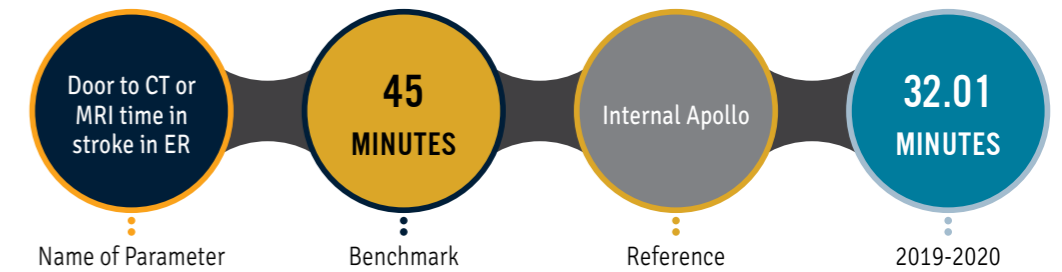 Door to CT or
MRI time in
stroke in ER
45
MINUTES
Internal Apollo
32.01
MINUTES
Name of Parameter
Benchmark
Reference
2019-2020